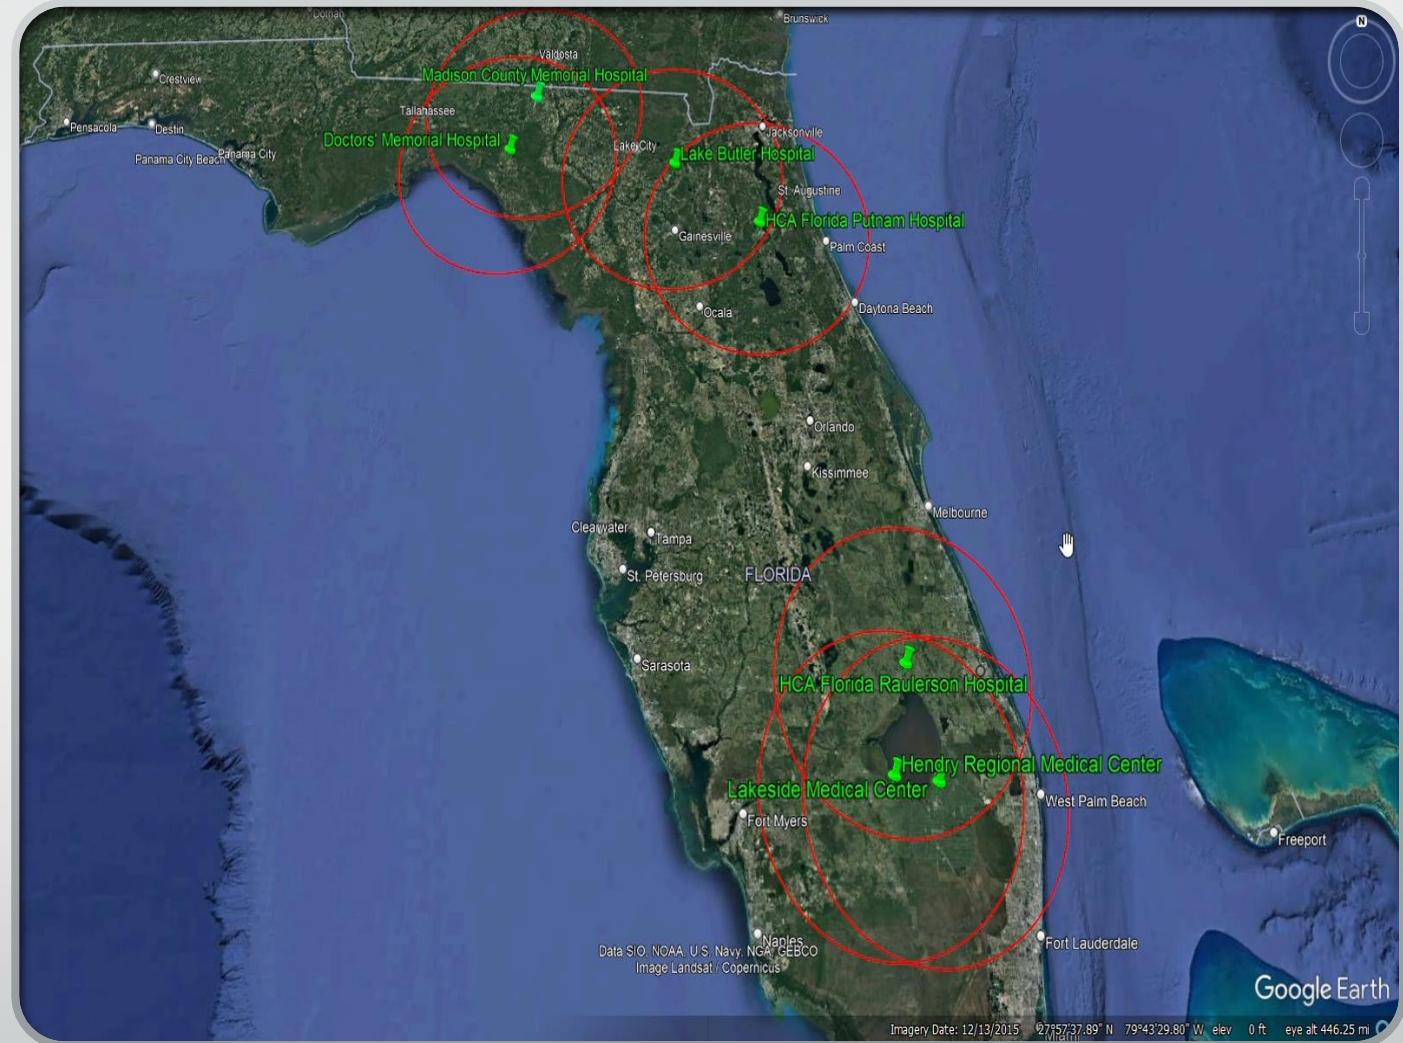 Dothan
Brunswick
N
Valdosta
Crestview
Madison County Memorial Hospital
Tallahassee
Pensacola
Destin
Jacksonville
Doctors' Memorial Hospital
Lake City
Panama City Beach
Panama City
Lake Butler Hospital
St. Augustine
HCA Florida Putnam Hospital
Gainesville
Palm Coast
Ocala
Daytona Beach
Orlando
Kissimmee
Melbourne
Clearwater
Tampa
St. Petersburg
FLORIDA
Sarasota
HCA Florida Raulerson Hospital
Hendry Regional Medical Center
Lakeside Medical Center
West Palm Beach
Fort Myers
Freeport
Naples
Fort Lauderdale
Data SIO, NOAA, U.S. Navy, NGA, GEBCO
Image Landsat / Copernicus
Google Earth
Imagery Date: 12/13/2015 27°57'37.89" N 79°43'29.80" W elev 0 ft eye alt 446.25 mi
Miami